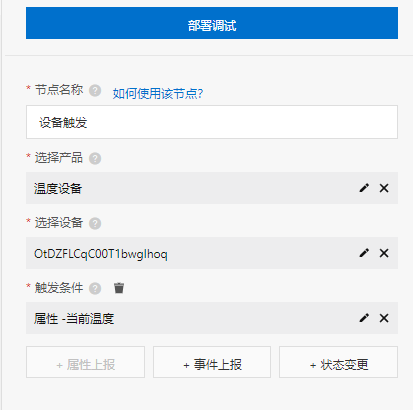 部署调试
* 节点名称 ? 如何使用该节点?
设备触发
* 选择产品 ?
温度设备
* 选择设备 ?
OtDZFLCqC00T1bwglhoq
* 触发条件 ?
属性 -当前温度
+ 属性上报 + 事件上报 + 状态变更